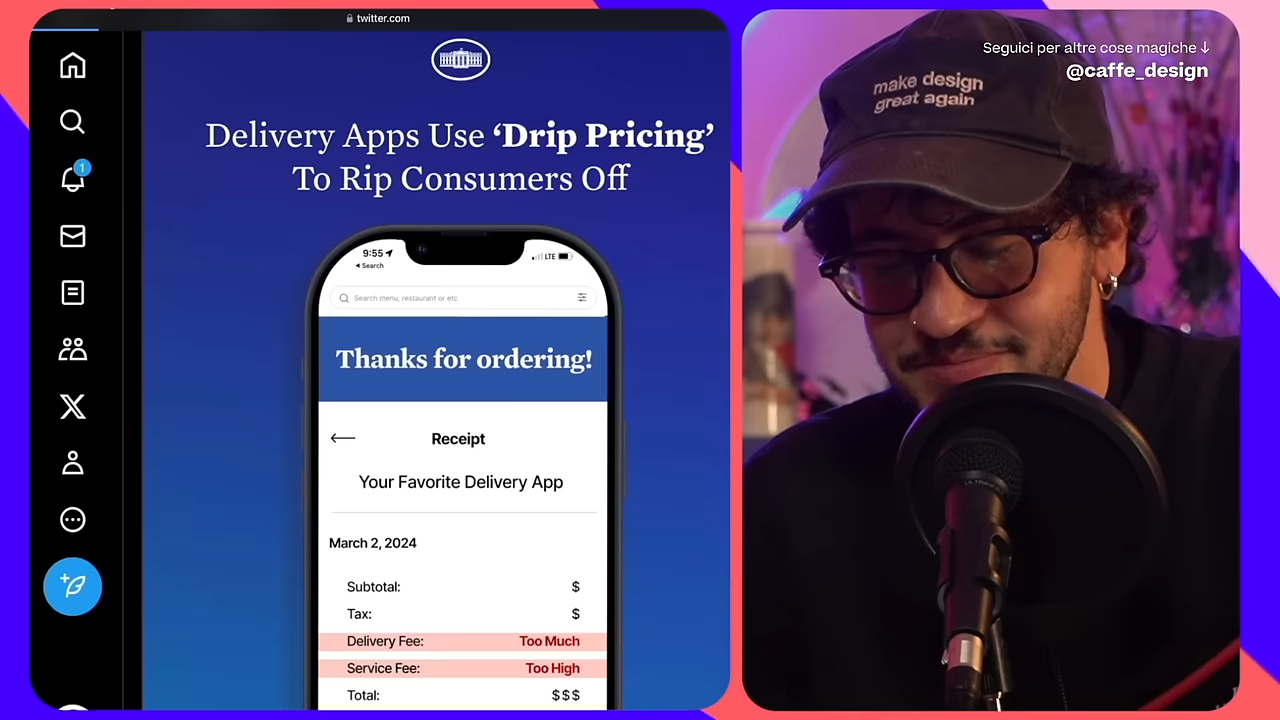 twitter.com
1
Delivery Apps Use ‘Drip Pricing’
To Rip Consumers Off
9:55
LTE
Search
Search menu, restaurant or etc
Thanks for ordering!
Receipt
Your Favorite Delivery App
March 2, 2024
Subtotal: $
Tax: $
Delivery Fee: Too Much
Service Fee: Too High
Total: $$$
Seguici per altre cose magiche ↓
@caffe_design
make design
great again